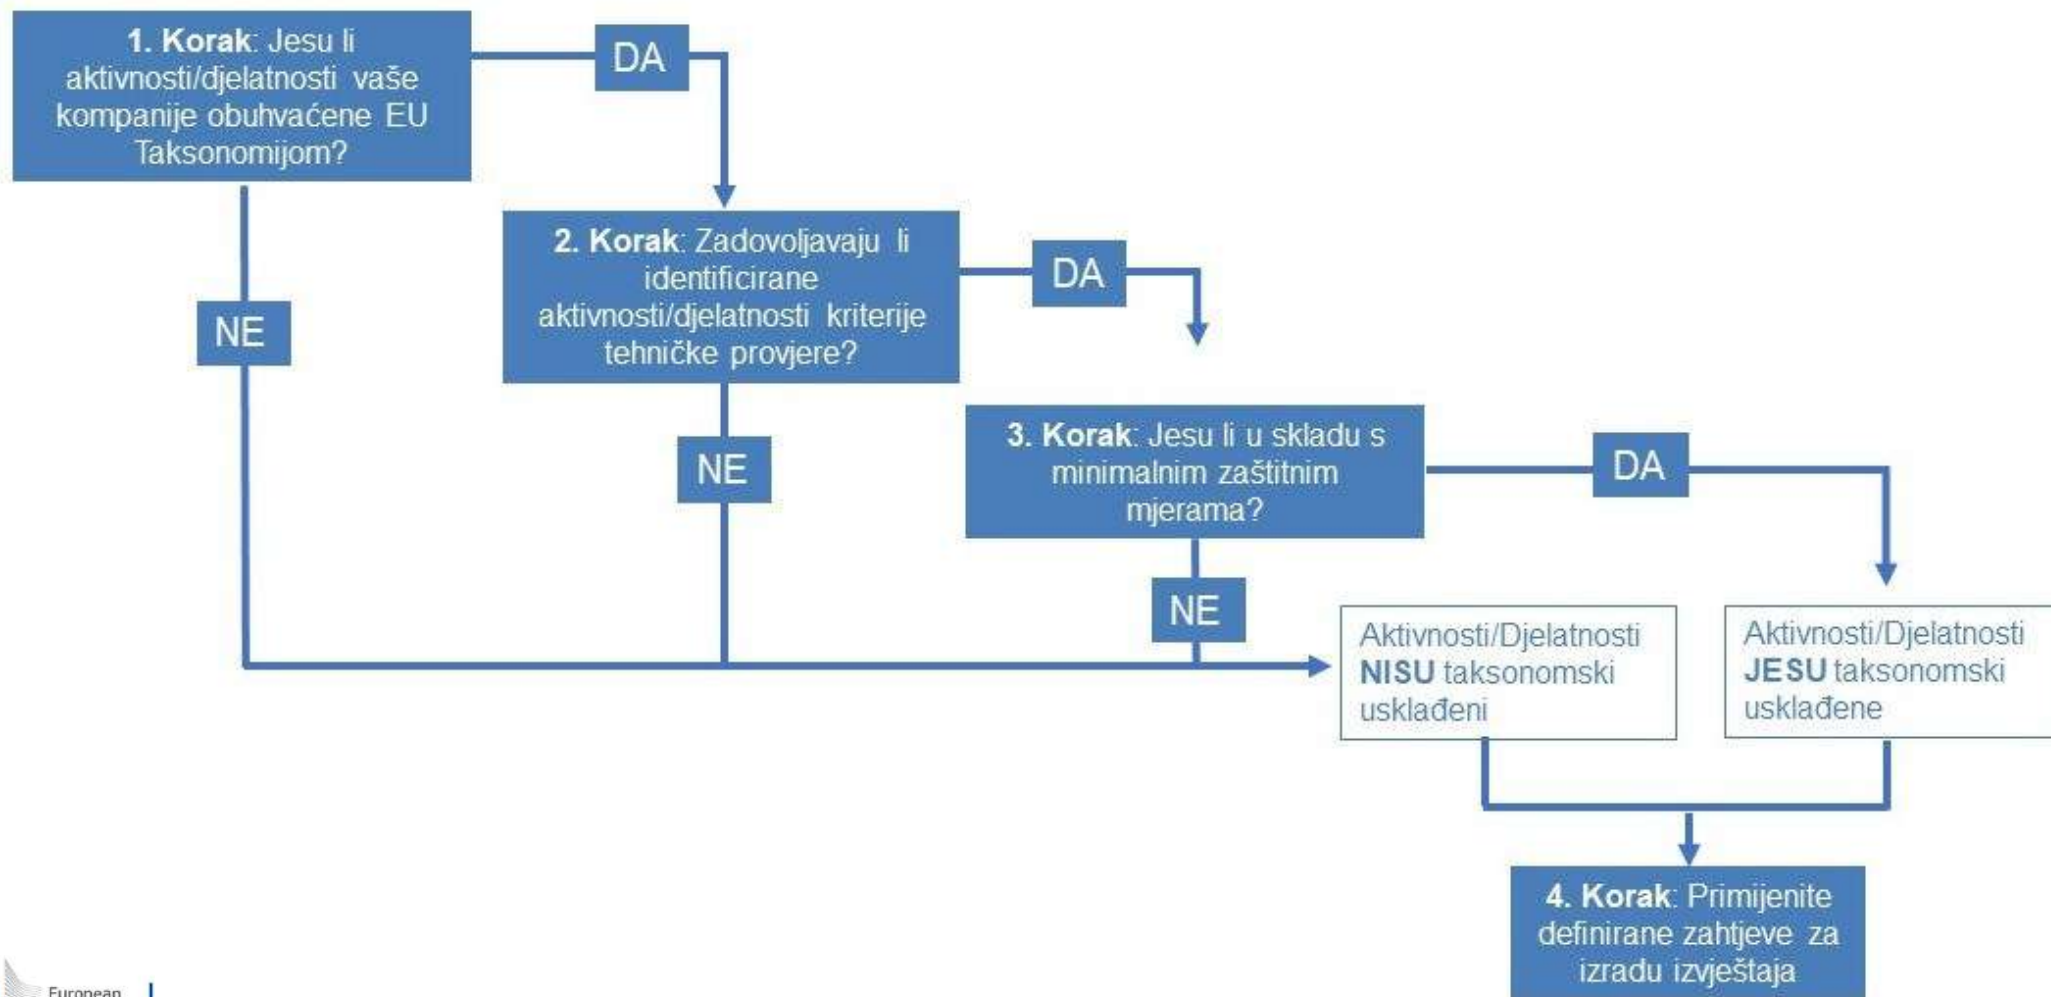 1. Korak: Jesu li
aktivnosti/djelatnosti vaše
kompanije obuhvaćene EU
Taksonomijom?
DA
2. Korak: Zadovoljavaju li
identificirane
aktivnosti/djelatnosti kriterije
tehničke provjere?
DA
NE
3. Korak: Jesu li u skladu s
minimalnim zaštitnim
mjerama?
DA
NE
NE
Aktivnosti/Djelatnosti
NISU taksonomski
usklađeni
Aktivnosti/Djelatnosti
JESU taksonomski
usklađene
4. Korak: Primijenite
definirane zahtjeve za
izradu izvještaja
European